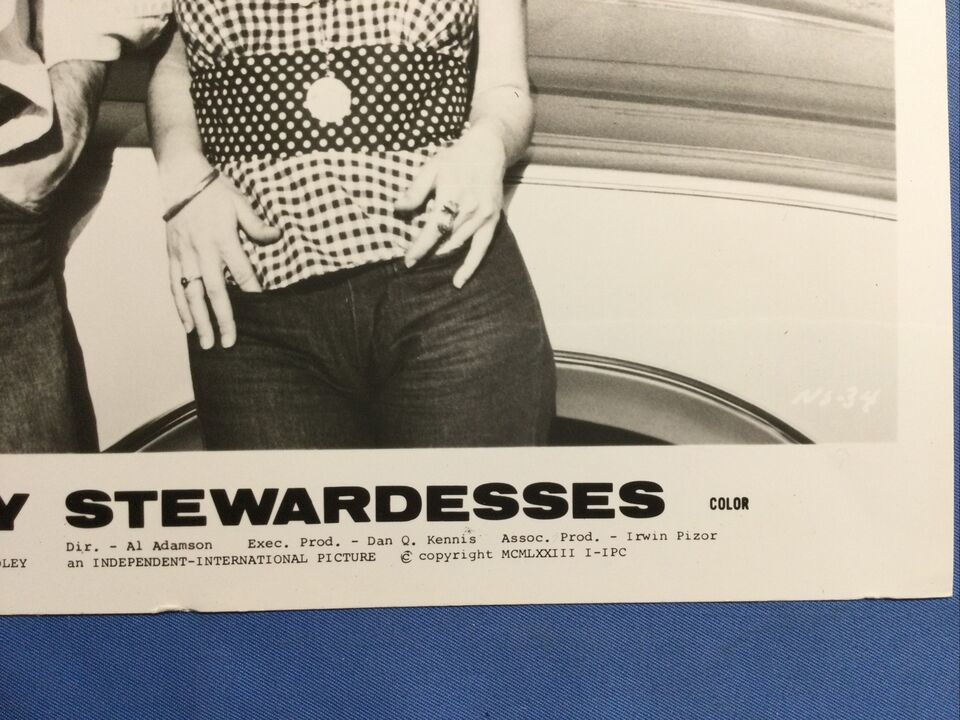 NS-34
Y STEWARDESSES COLOR
Dir. - Al Adamson Exec. Prod. - Dan Q. Kennis Assoc. Prod. - Irwin Pizor
LEY an INDEPENDENT-INTERNATIONAL PICTURE © copyright MCMLXXIII I-IPC